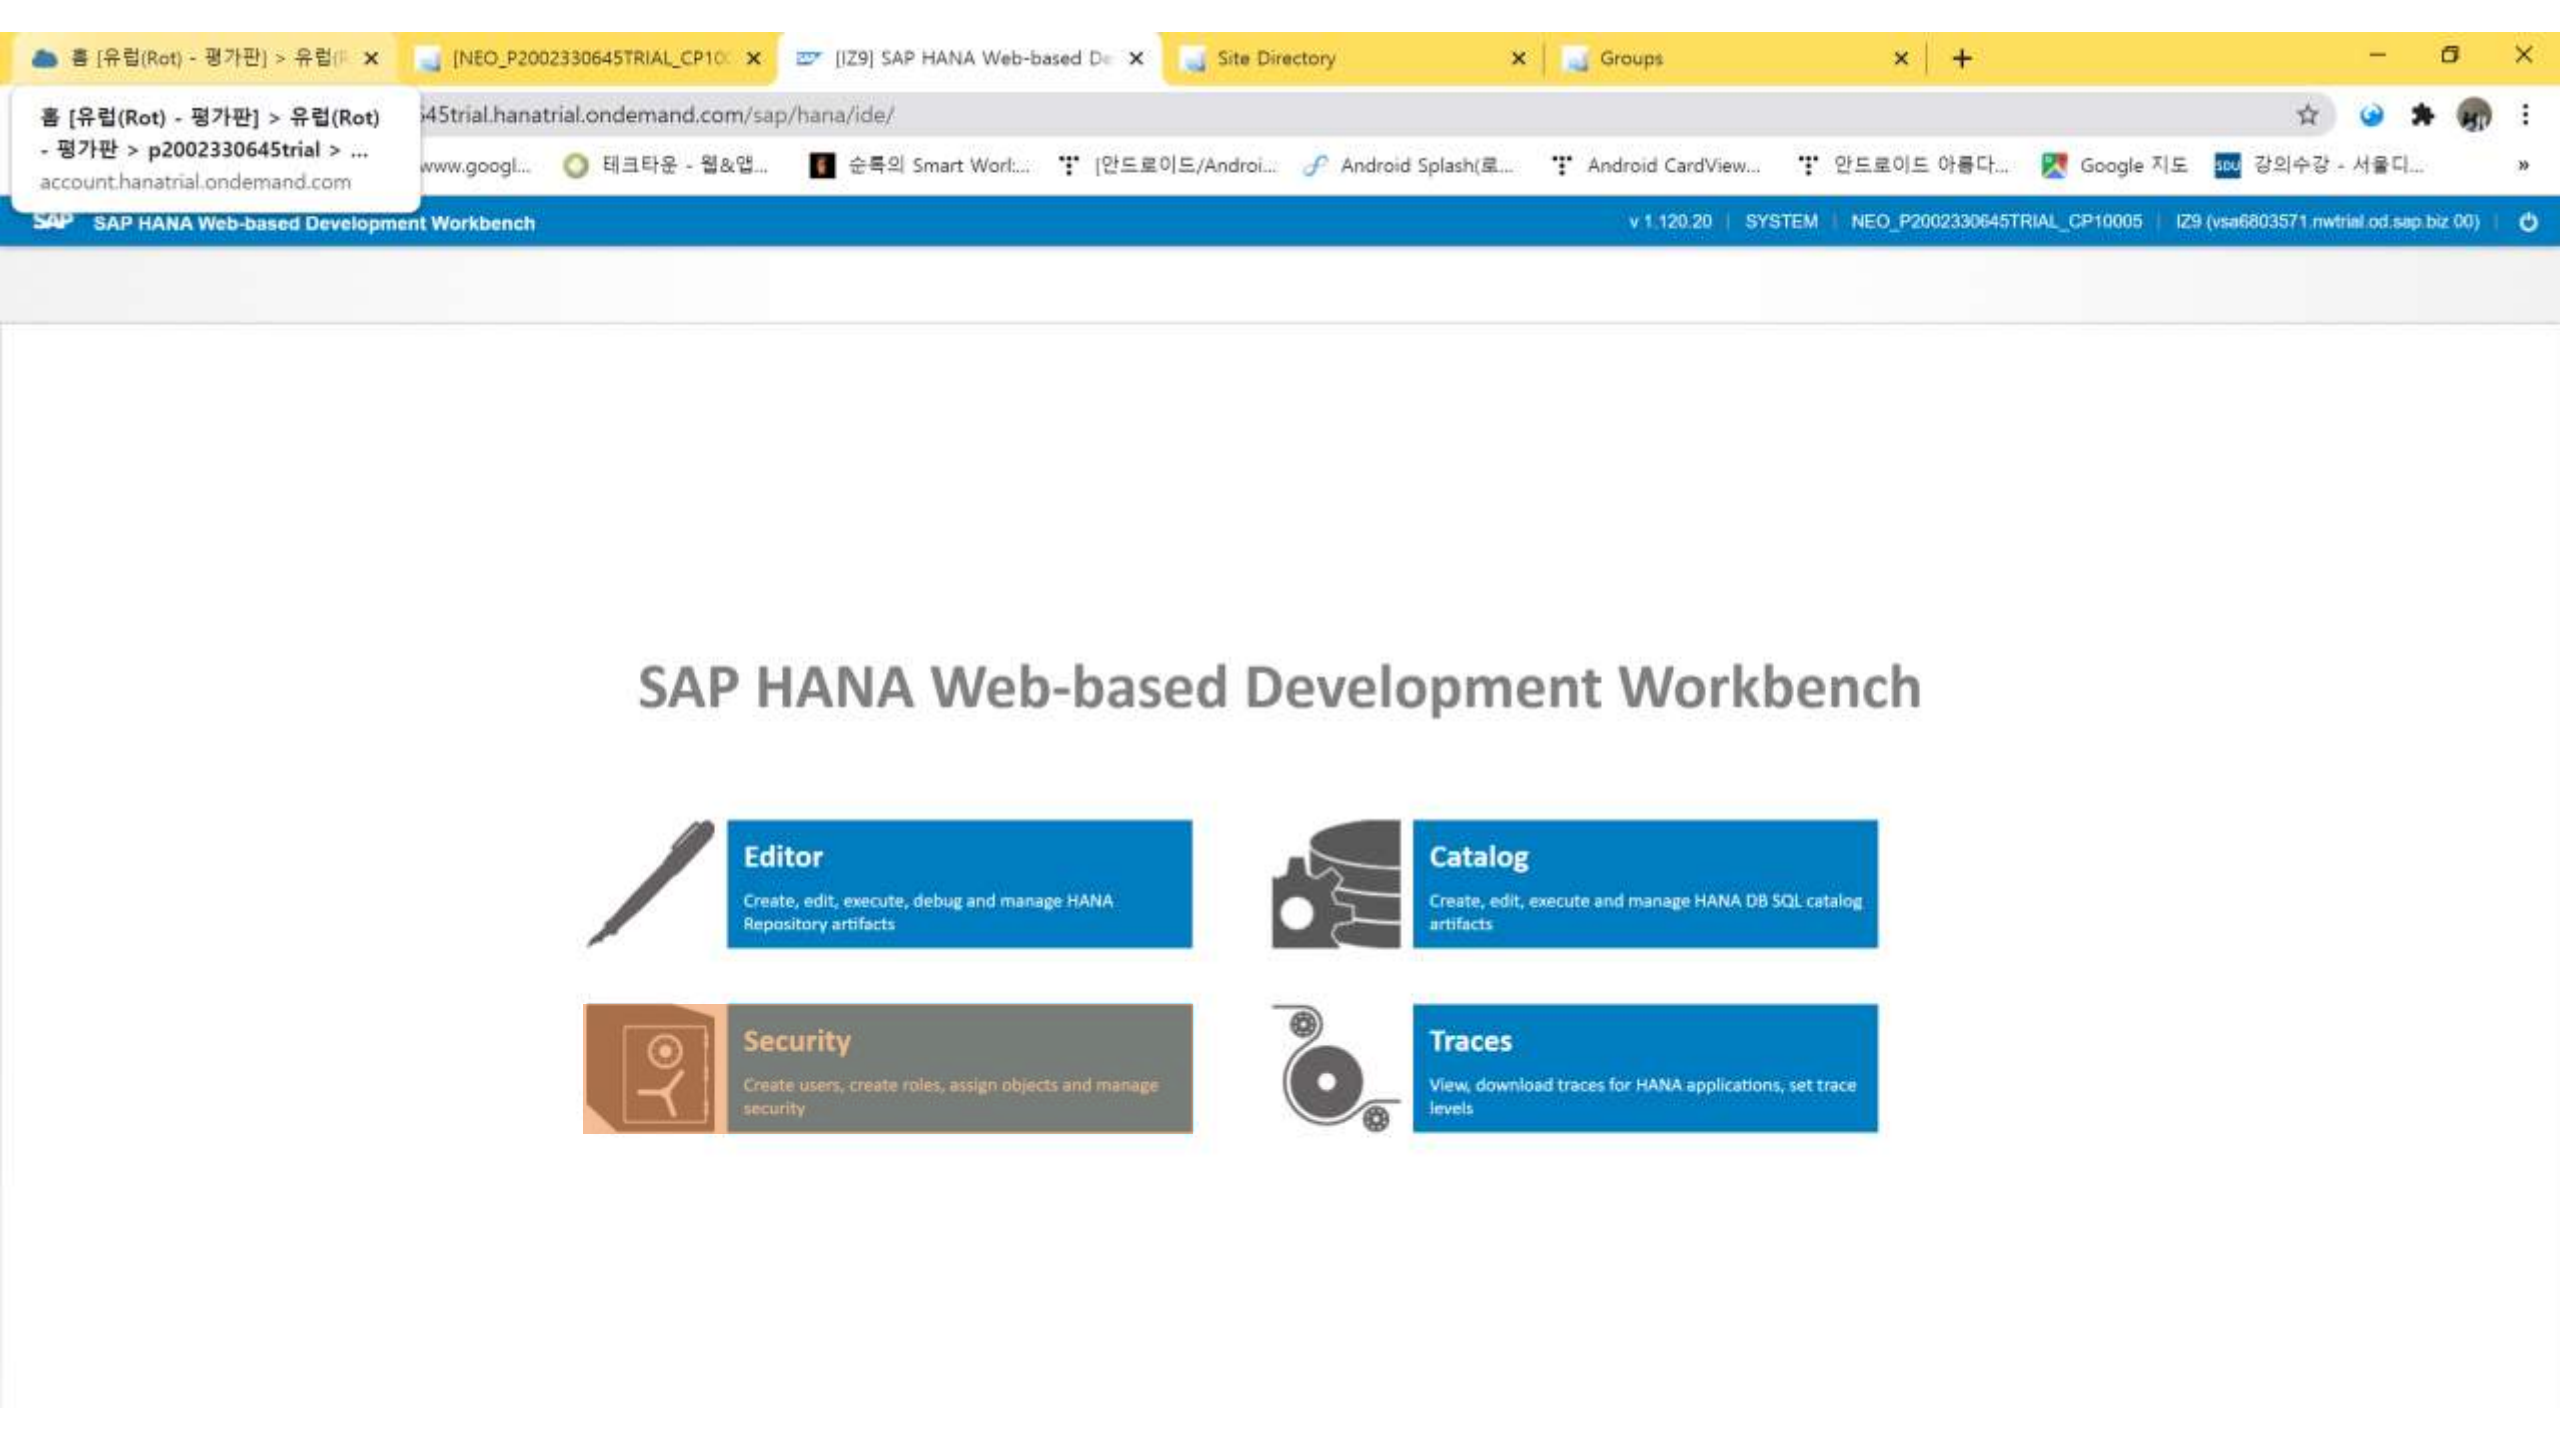 홈 [유럽(Rot) - 평가판] > 유럽(R
[NEO_P2002330645TRIAL_CP100
[IZ9] SAP HANA Web-based De
Site Directory
Groups
홈 [유럽(Rot) - 평가판] > 유럽(Rot)
- 평가판 > p2002330645trial > ...
account.hanatrial.ondemand.com
45trial.hanatrial.ondemand.com/sap/hana/ide/
www.googl...
테크타운 - 웹&앱...
순록의 Smart Worl:...
[안드로이드/Androi...
Android Splash(로...
Android CardView...
안드로이드 아름다...
Google 지도
SDU 강의수강 - 서울디...
SAP SAP HANA Web-based Development Workbench
v 1.120.20 | SYSTEM | NEO_P2002330645TRIAL_CP10005 | IZ9 (vsa6803571.nwtrial.od.sap.biz 00)
SAP HANA Web-based Development Workbench
Editor
Create, edit, execute, debug and manage HANA
Repository artifacts
Catalog
Create, edit, execute and manage HANA DB SQL catalog
artifacts
Security
Create users, create roles, assign objects and manage
security
Traces
View, download traces for HANA applications, set trace
levels